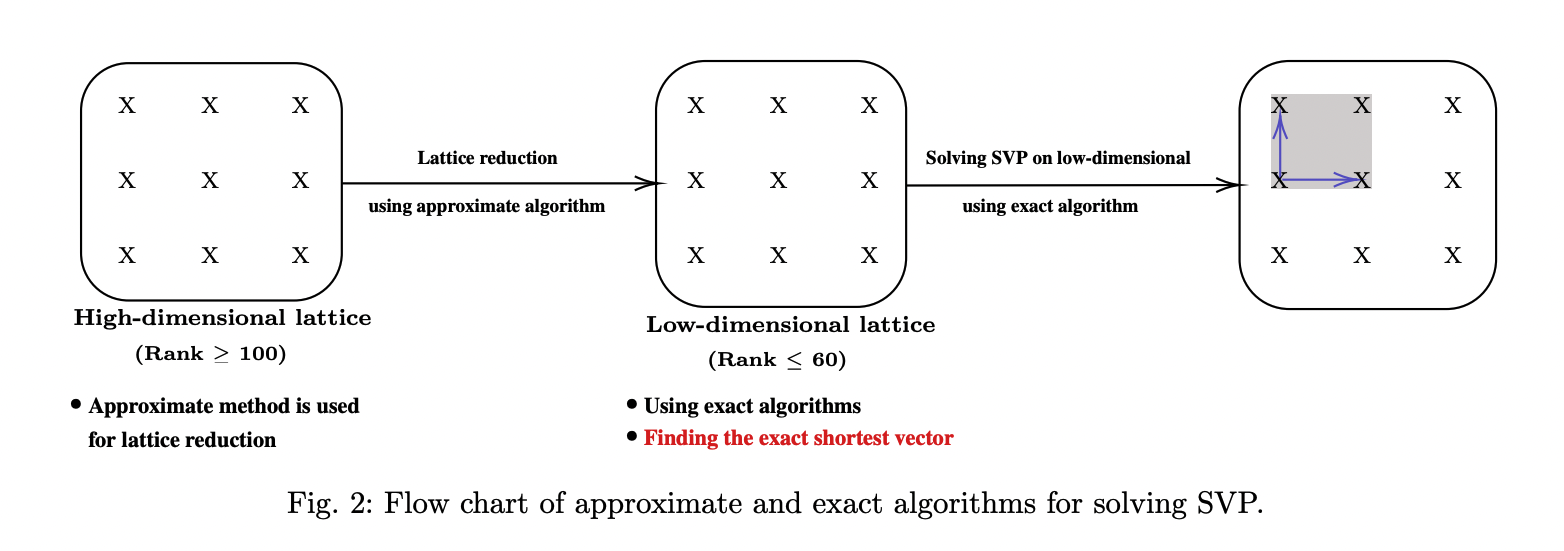 X X X
X X X
X X X
High-dimensional lattice
(Rank ≥ 100)
• Approximate method is used
for lattice reduction
Lattice reduction
using approximate algorithm
X X X
X X X
X X X
Low-dimensional lattice
(Rank ≤ 60)
• Using exact algorithms
• Finding the exact shortest vector
Solving SVP on low-dimensional
using exact algorithm
X X X
X X X
X X X
Fig. 2: Flow chart of approximate and exact algorithms for solving SVP.